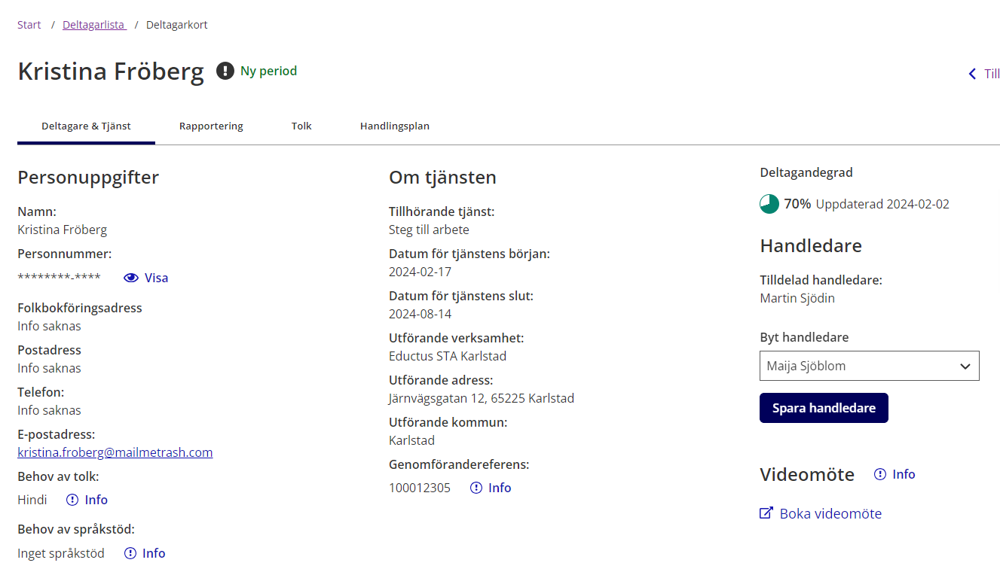 Start / Deltagarlista / Deltagarkort
Kristina Fröberg Ny period
Till
Deltagare & Tjänst Rapportering Tolk Handlingsplan
Personuppgifter
Namn:
Kristina Fröberg
Personnummer:
********-**** Visa
Folkbokföringsadress
Info saknas
Postadress
Info saknas
Telefon:
Info saknas
E-postadress:
kristina.froberg@mailmetrash.com
Behov av tolk:
Hindi Info
Behov av språkstöd:
Inget språkstöd Info
Om tjänsten
Tillhörande tjänst:
Steg till arbete
Datum för tjänstens början:
2024-02-17
Datum för tjänstens slut:
2024-08-14
Utförande verksamhet:
Eductus STA Karlstad
Utförande adress:
Järnvägsgatan 12, 65225 Karlstad
Utförande kommun:
Karlstad
Genomförandereferens:
100012305 Info
Deltagandegrad
70% Uppdaterad 2024-02-02
Handledare
Tilldelad handledare:
Martin Sjödin
Byt handledare
Maija Sjöblom
Spara handledare
Videomöte Info
Boka videomöte